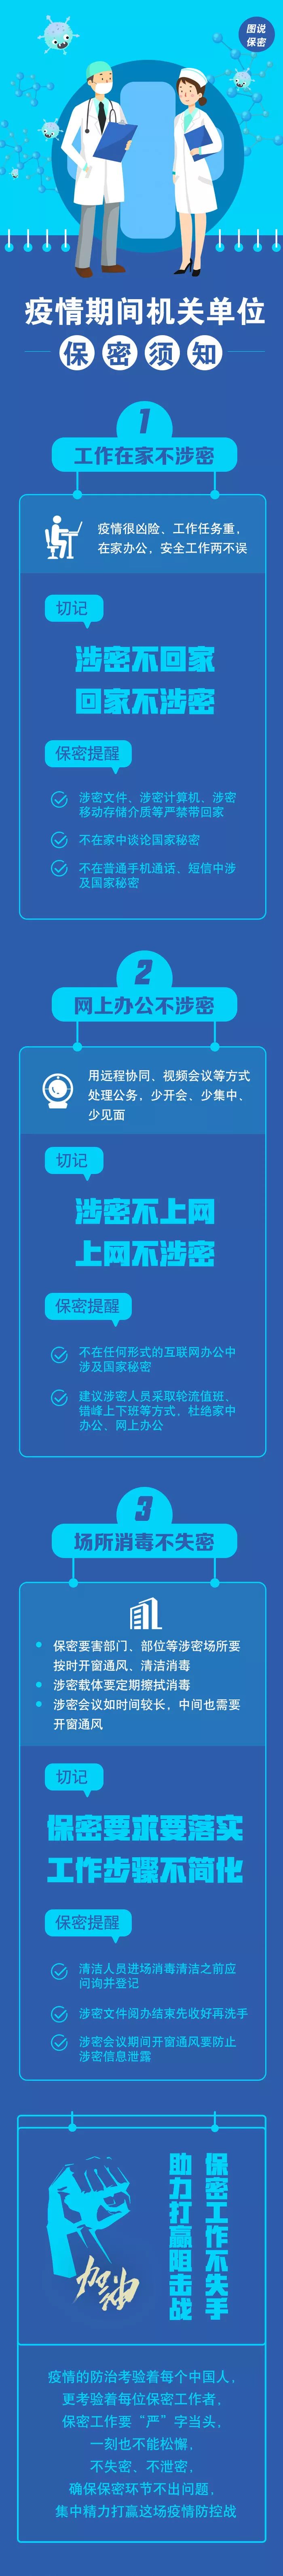 图说
保密
疫情期间机关单位
保密须知
1
工作在家不涉密
疫情很凶险、工作任务重，
在家办公，安全工作两不误
切记
涉密不回家
回家不涉密
保密提醒
涉密文件、涉密计算机、涉密
移动存储介质等严禁带回家
不在家中谈论国家秘密
不在普通手机通话、短信中涉
及国家秘密
2
网上办公不涉密
用远程协同、视频会议等方式
处理公务，少开会、少集中、
少见面
切记
涉密不上网
上网不涉密
保密提醒
不在任何形式的互联网办公中
涉及国家秘密
建议涉密人员采取轮流值班、
错峰上下班等方式，杜绝家中
办公、网上办公
3
场所消毒不失密
保密要害部门、部位等涉密场所要
按时开窗通风、清洁消毒
涉密载体要定期擦拭消毒
涉密会议如时间较长，中间也需要
开窗通风
切记
保密要求要落实
工作步骤不简化
保密提醒
清洁人员进场消毒清洁之前应
问询并登记
涉密文件阅办结束先收好再洗手
涉密会议期间开窗通风要防止
涉密信息泄露
保密工作不失手
助力打赢阻击战
加油
疫情的防治考验着每个中国人，
更考验着每位保密工作者，
保密工作要“严”字当头，
一刻也不能松懈，
不失密、不泄密，
确保保密环节不出问题，
集中精力打赢这场疫情防控战